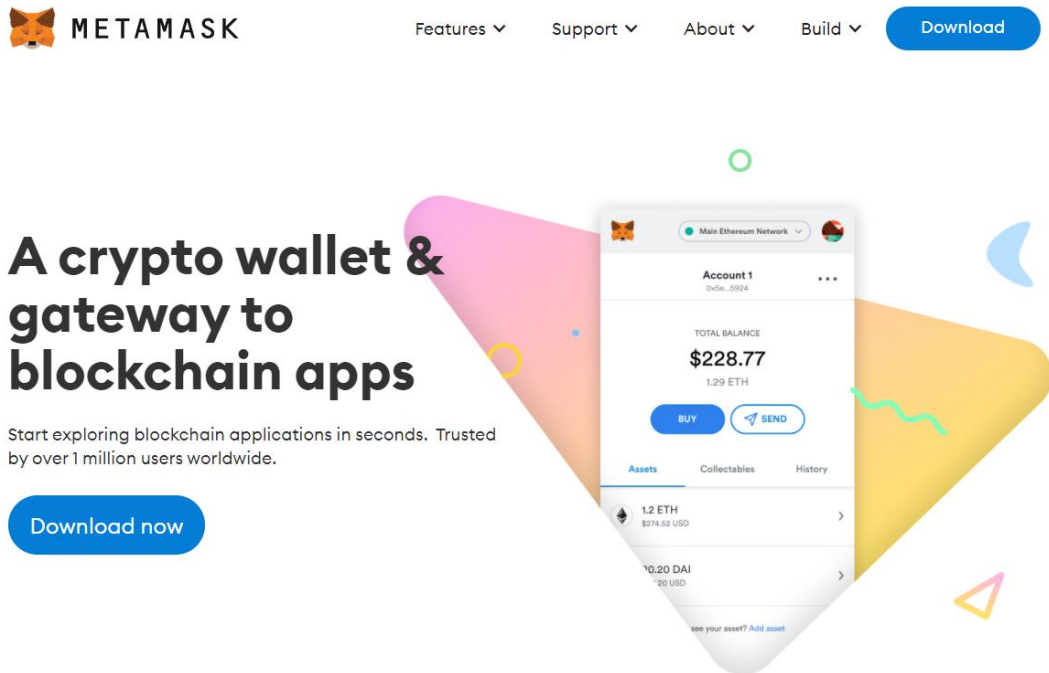 METAMASK
Features
Support
About
Build
Download
A crypto wallet &
gateway to
blockchain apps
Start exploring blockchain applications in seconds. Trusted
by over 1 million users worldwide.
Download now
Main Ethereum Network
Account 1
0x5e...5924
TOTAL BALANCE
$228.77
1.29 ETH
BUY
SEND
Assets
Collectables
History
1.2 ETH
$274.52 USD
0.20 DAI
20 USD
see your asset? Add asset